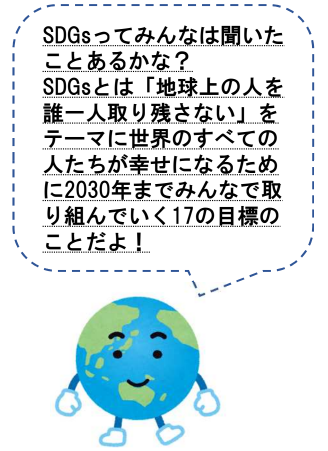 SDGsってみんなは聞いた
ことあるかな？
SDGsとは「地球上の人を
誰一人取り残さない」を
テーマに世界のすべての
人たちが幸せになるため
に2030年までみんなで取
り組んでいく17の目標の
ことだよ！